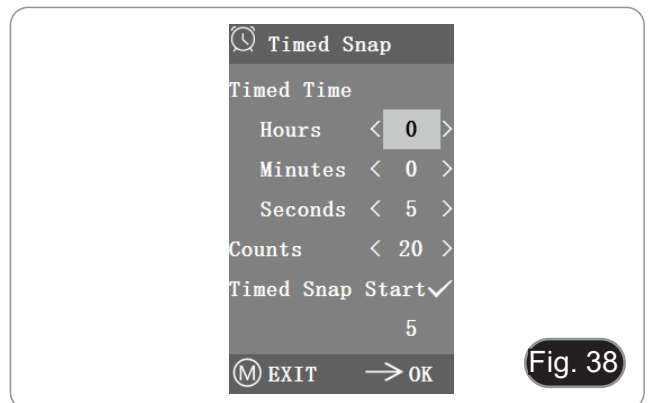 Timed Snap
Timed Time
Hours < 0 >
Minutes < 0 >
Seconds < 5 >
Counts < 20 >
Timed Snap Start✓
5
Ⓜ EXIT → OK
Fig. 38